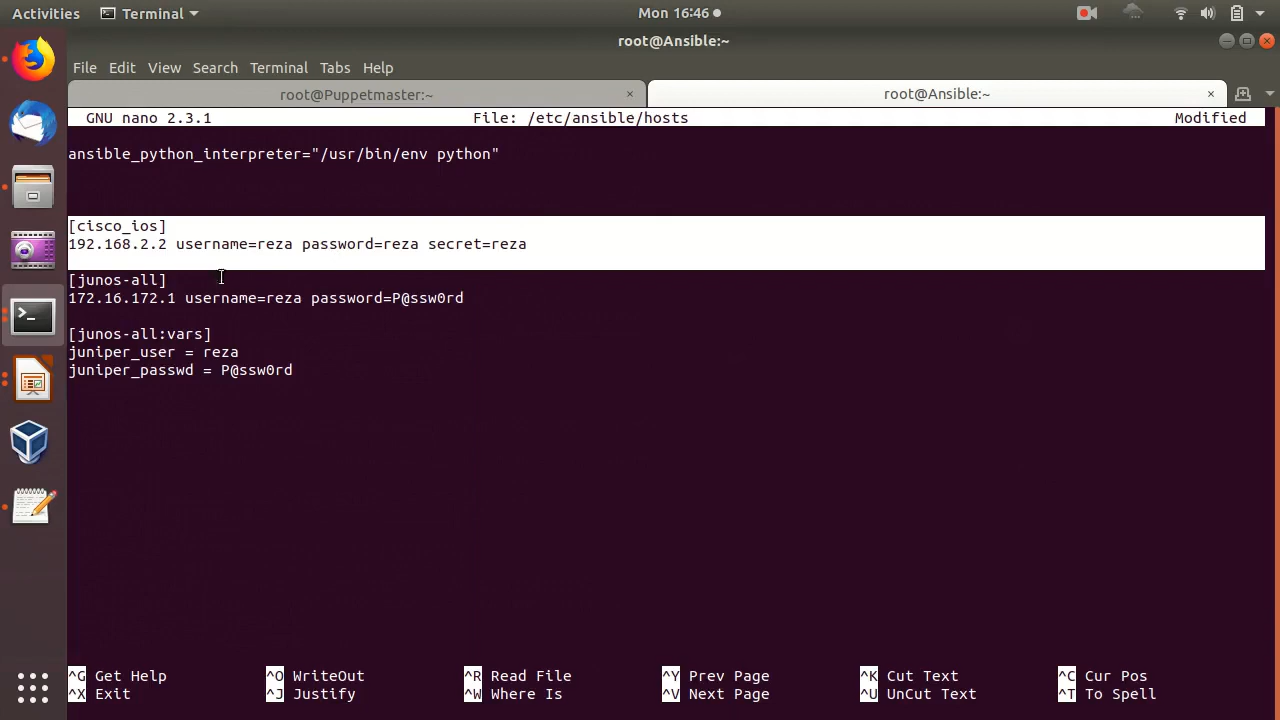 Activities Terminal Mon 16:46
root@Ansible:~
File Edit View Search Terminal Tabs Help
root@Puppetmaster:~ × root@Ansible:~ ×
GNU nano 2.3.1 File: /etc/ansible/hosts Modified
ansible_python_interpreter="/usr/bin/env python"
[cisco_ios]
192.168.2.2 username=reza password=reza secret=reza
[junos-all]
172.16.172.1 username=reza password=P@ssw0rd
[junos-all:vars]
juniper_user = reza
juniper_passwd = P@ssw0rd
^G Get Help ^O WriteOut ^R Read File ^Y Prev Page ^K Cut Text ^C Cur Pos
^X Exit ^J Justify ^W Where Is ^V Next Page ^U UnCut Text ^T To Spell